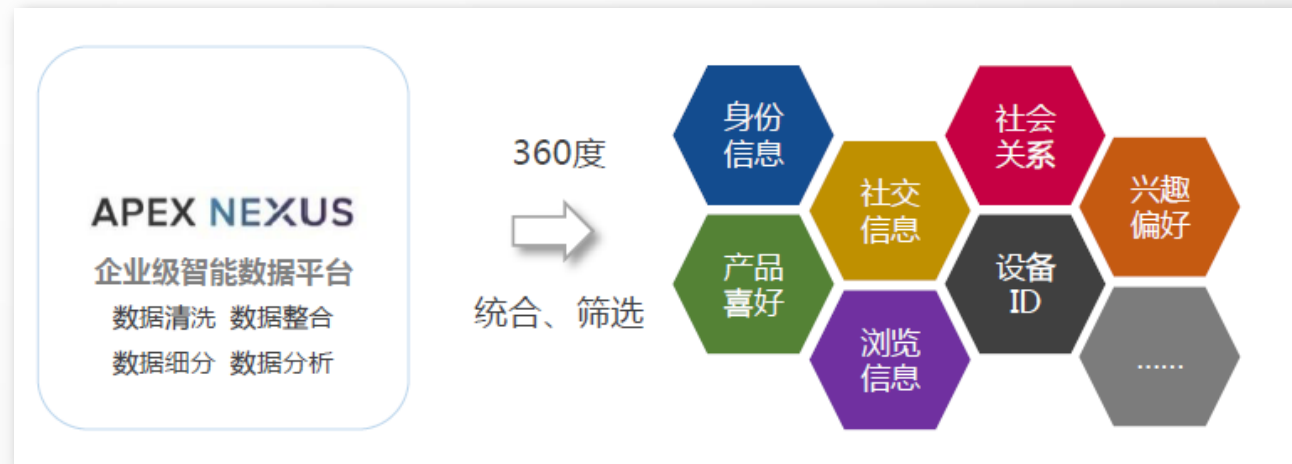 APEX NEXUS
企业级智能数据平台
数据清洗 数据整合
数据细分 数据分析
360度
统合、筛选
身份
信息
社会
关系
社交
信息
兴趣
偏好
产品
喜好
设备
ID
浏览
信息
......